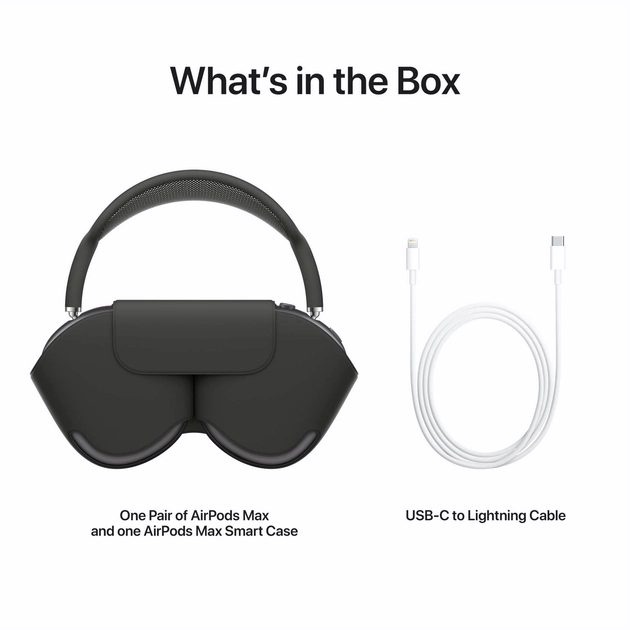 What's in the Box
One Pair of AirPods Max
and one AirPods Max Smart Case
USB-C to Lightning Cable